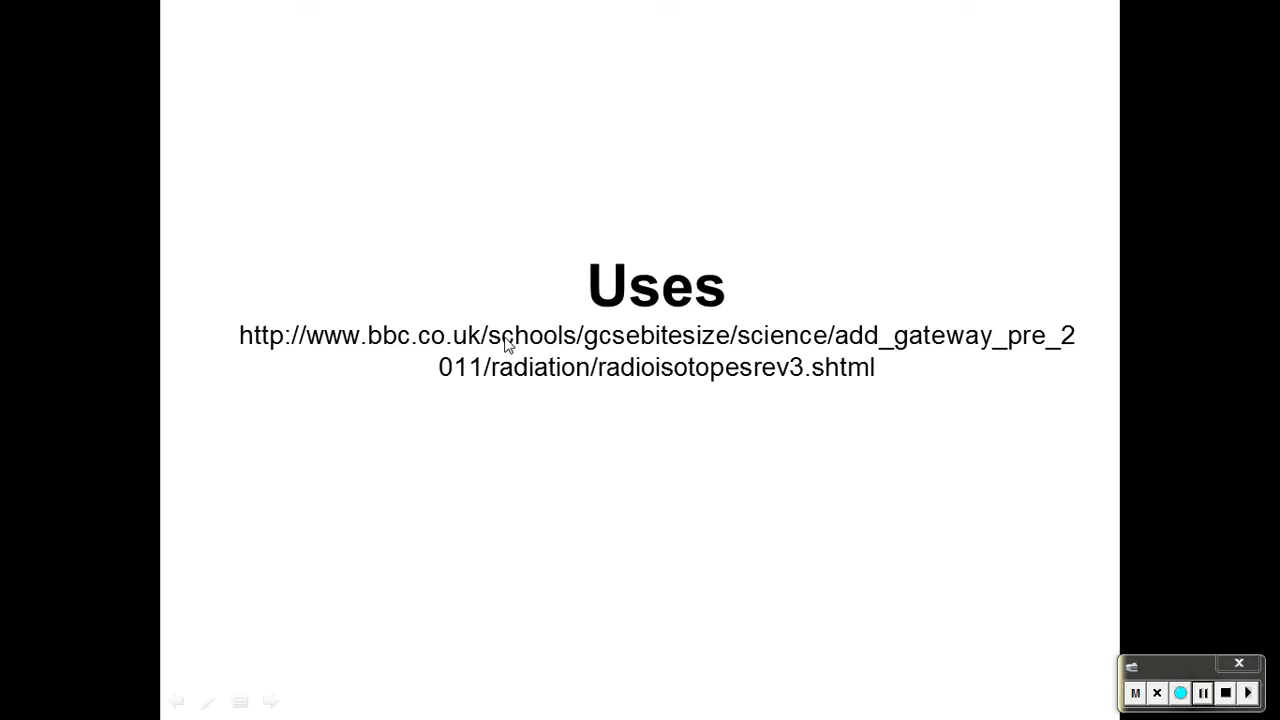 Uses
http://www.bbc.co.uk/schools/gcsebitesize/science/add_gateway_pre_2
011/radiation/radioisotopesrev3.shtml
M